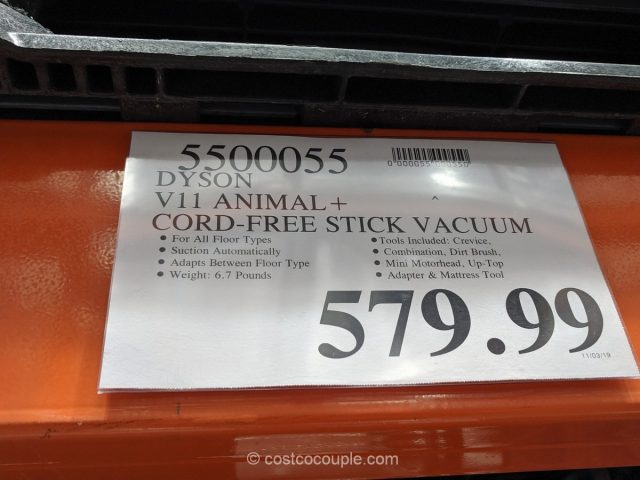 5500055
DYSON
V11 ANIMAL+
CORD-FREE STICK VACUUM
• For All Floor Types
• Suction Automatically
• Adapts Between Floor Type
• Weight: 6.7 Pounds
• Tools Included: Crevice,
• Combination, Dirt Brush,
• Mini Motorhead, Up-Top
• Adapter & Mattress Tool
579.99
11/03/19
© costcocouple.com